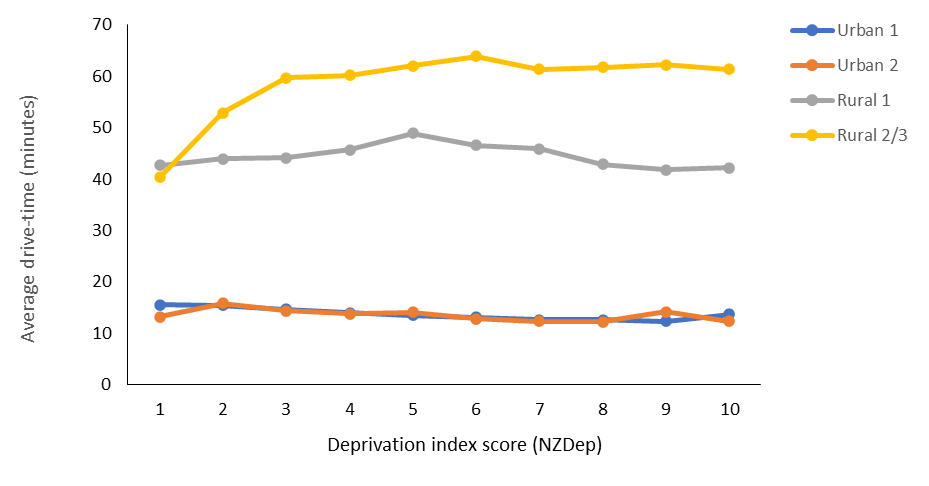 70
60
50
40
30
20
10
0
Average drive-time (minutes)
1 2 3 4 5 6 7 8 9 10
Deprivation index score (NZDep)
Urban 1
Urban 2
Rural 1
Rural 2/3